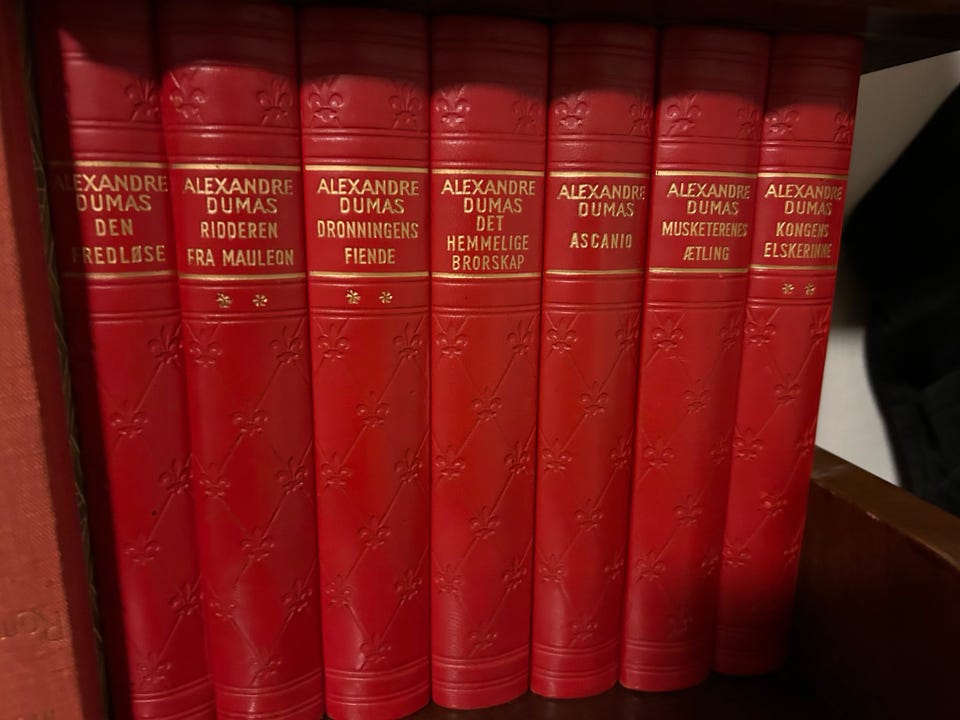 ALEXANDRE
DUMAS
DEN
FREDLØSE
ALEXANDRE
DUMAS
RIDDEREN
FRA MAULEON
* *
ALEXANDRE
DUMAS
DRONNINGENS
FIENDE
* *
ALEXANDRE
DUMAS
DET
HEMMELIGE
BRORSKAP
ALEXANDRE
DUMAS
ASCANIO
ALEXANDRE
DUMAS
MUSKETERENES
ÆTLING
ALEXANDRE
DUMAS
KONGENS
ELSKERINNE
* *